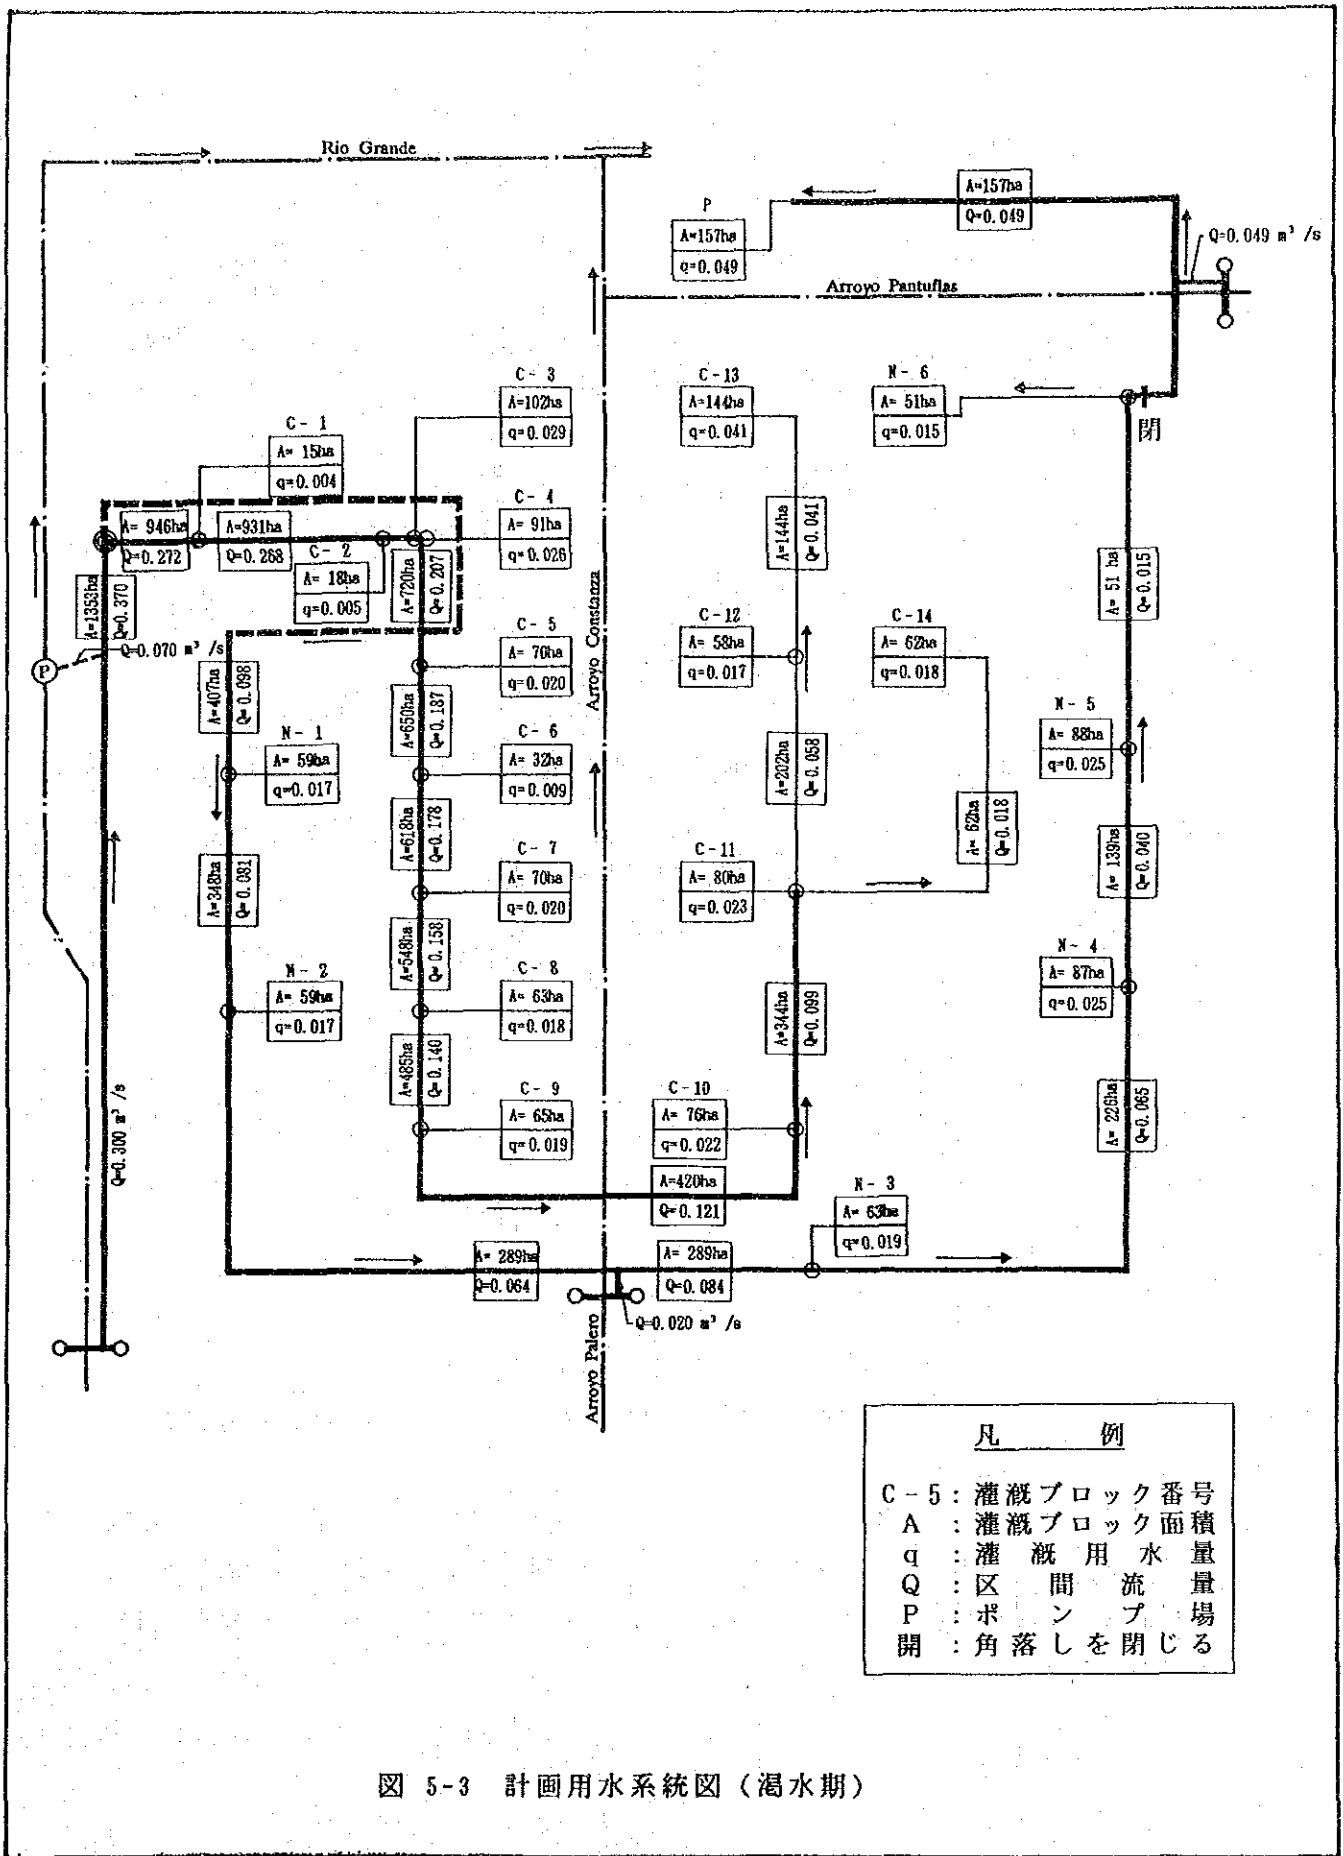 Rio Grande
A=157ha
Q=0.049
P
A=157ha
q=0.049
Q=0.049 m³ /s
Arroyo Pantuflas
C - 3
A=102ha
q=0.029
C - 13
A=144ha
q=0.041
N - 6
A= 51ha
q=0.015
閉
C - 1
A= 15ha
q=0.004
C - 4
A= 91ha
q=0.026
A=144ha
Q=0.041
A= 946ha
Q=0.272
A=931ha
Q=0.268
C - 2
A= 18ha
q=0.005
A=720ha
Q=0.207
A=1353ha
Q=0.370
A= 51 ha
Q=0.015
Arroyo Constanza
C - 12
A= 58ha
q=0.017
C - 14
A= 62ha
q=0.018
C - 5
A= 70ha
q=0.020
P
Q=0.070 m³ /s
A=407ha
Q=0.098
A=650ha
Q=0.187
N - 1
A= 59ha
q=0.017
C - 6
A= 32ha
q=0.009
A=202ha
Q=0.058
N - 5
A= 88ha
q=0.025
A=618ha
Q=0.178
A= 62ha
Q=0.018
A= 139ha
Q=0.040
A=348ha
Q=0.081
C - 7
A= 70ha
q=0.020
C - 11
A= 80ha
q=0.023
A=548ha
Q=0.158
N - 4
A= 87ha
q=0.025
N - 2
A= 59ha
q=0.017
C - 8
A= 63ha
q=0.018
A=344ha
Q=0.099
A=485ha
Q=0.140
C - 9
A= 65ha
q=0.019
C - 10
A= 76ha
q=0.022
A= 226ha
Q=0.065
Q=0.300 m³ /s
A=420ha
Q=0.121
N - 3
A= 63ha
q=0.019
A= 289ha
Q=0.064
A= 289ha
Q=0.084
Q=0.020 m³ /s
Arroyo Palero
凡 例
C - 5 : 灌漑ブロック番号
A : 灌漑ブロック面積
q : 灌漑用水量
Q : 区間流量
P : ポンプ場
開 : 角落しを閉じる
図 5-3 計画用水系統図（渇水期）